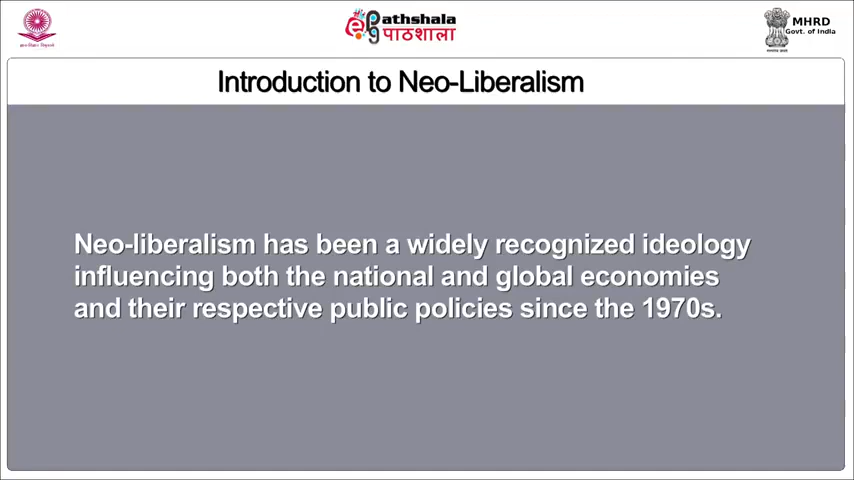 ePathshala
पाठशाला
MHRD
Govt. of India
Introduction to Neo-Liberalism
Neo-liberalism has been a widely recognized ideology
influencing both the national and global economies
and their respective public policies since the 1970s.